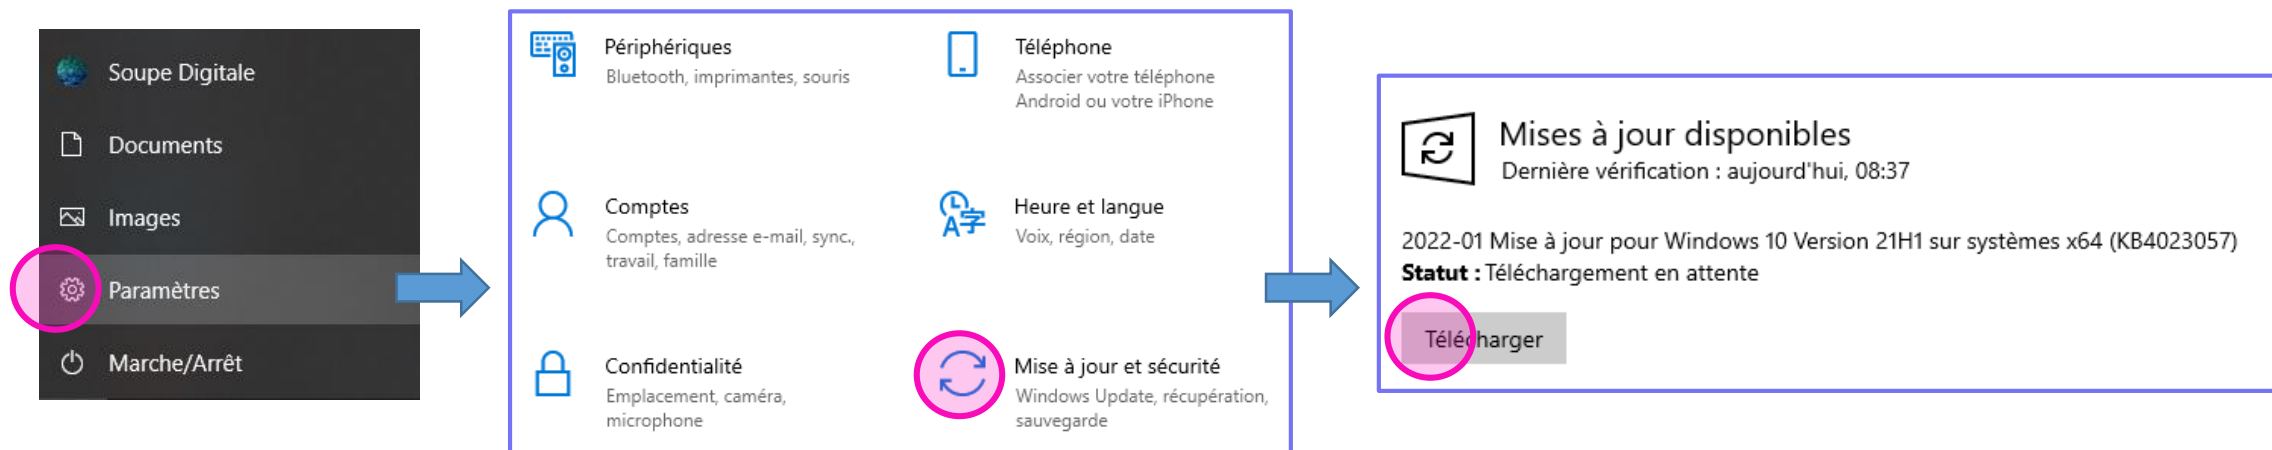 Soupe Digitale
Documents
Images
Paramètres
Marche/Arrêt
Périphériques
Bluetooth, imprimantes, souris
Téléphone
Associer votre téléphone
Android ou votre iPhone
Comptes
Comptes, adresse e-mail, sync.,
travail, famille
Heure et langue
Voix, région, date
Confidentialité
Emplacement, caméra,
microphone
Mise à jour et sécurité
Windows Update, récupération,
sauvegarde
Mises à jour disponibles
Dernière vérification : aujourd'hui, 08:37
2022-01 Mise à jour pour Windows 10 Version 21H1 sur systèmes x64 (KB4023057)
Statut : Téléchargement en attente
Télécharger